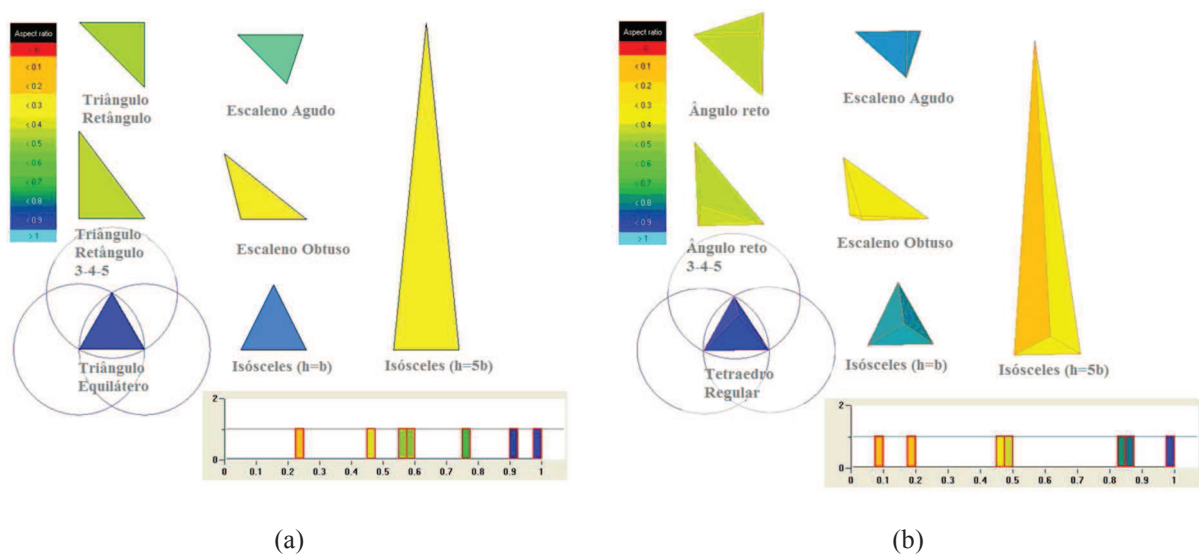 Aspect ratio
< 0.1
< 0.2
< 0.3
< 0.4
< 0.5
< 0.6
< 0.7
< 0.8
< 0.9
> 1
Triângulo
Retângulo
Escaleno Agudo
Triângulo
Retângulo
3-4-5
Escaleno Obtuso
Triângulo
Equilátero
Isósceles (h=b)
Isósceles (h=5b)
2
0
0 0.1 0.2 0.3 0.4 0.5 0.6 0.7 0.8 0.9 1
(a)
Aspect ratio
< 0.1
< 0.2
< 0.3
< 0.4
< 0.5
< 0.6
< 0.7
< 0.8
< 0.9
> 1
Ângulo reto
Escaleno Agudo
Ângulo reto
3-4-5
Escaleno Obtuso
Tetraedro
Regular
Isósceles (h=b)
Isósceles (h=5b)
2
0
0 0.1 0.2 0.3 0.4 0.5 0.6 0.7 0.8 0.9 1
(b)